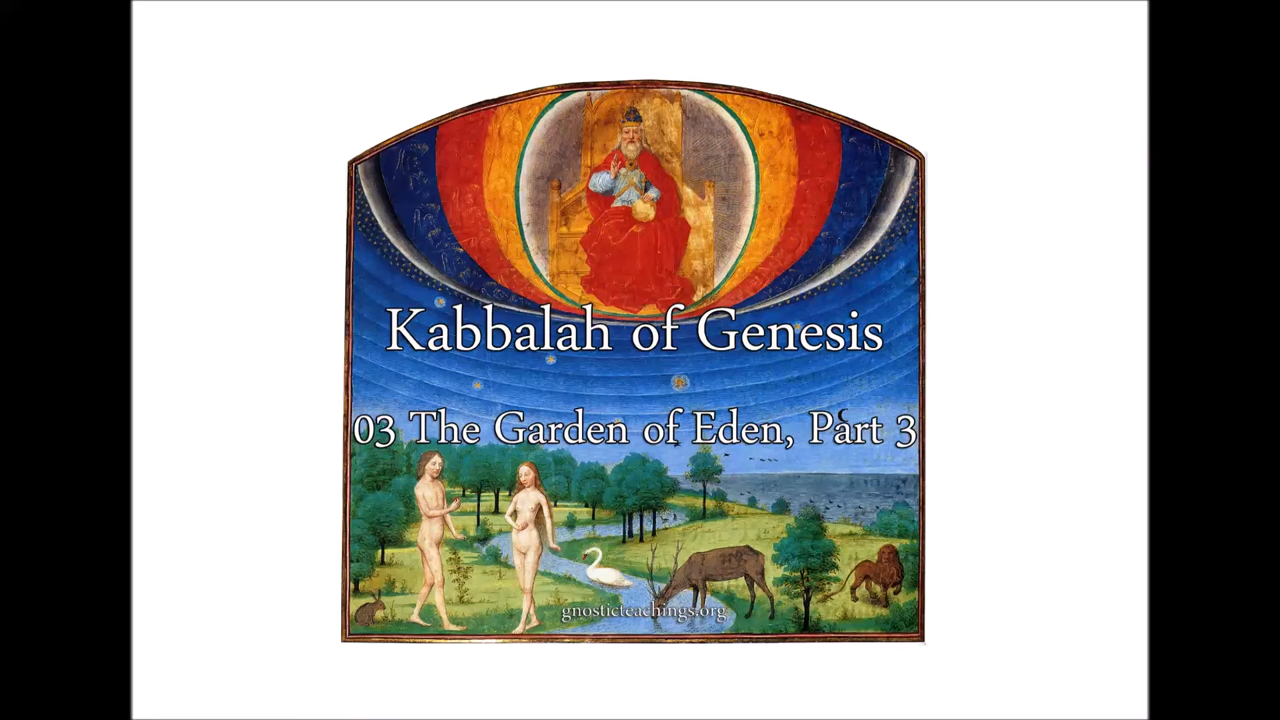 Kabbalah of Genesis
03 The Garden of Eden, Part 3
gnosticteachings.org